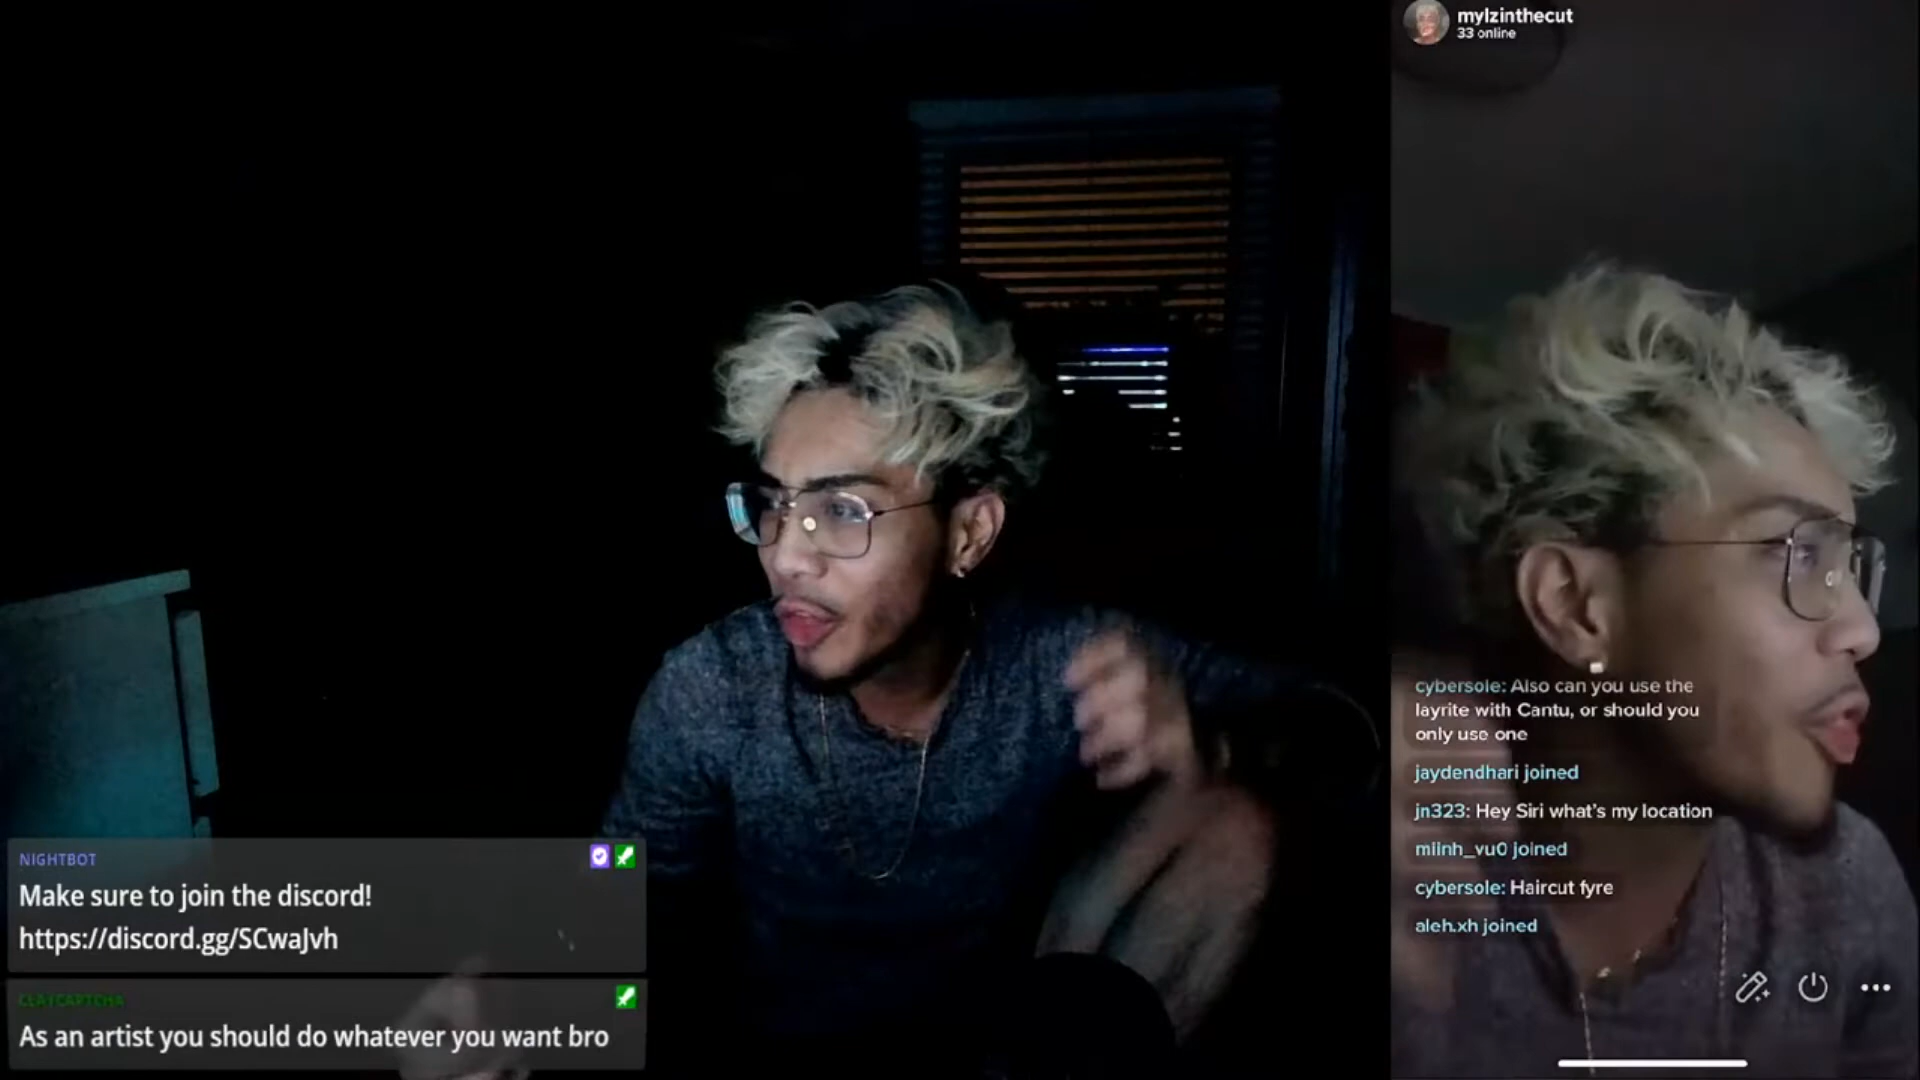 mylzinthecut
33 online
cybersole: Also can you use the
layrite with Cantu, or should you
only use one
jaydendhari joined
jn323: Hey Siri what's my location
miinh_vu0 joined
cybersole: Haircut fyre
aleh.xh joined
NIGHTBOT
Make sure to join the discord!
https://discord.gg/SCwaJvh
CLAYCAPTCHA
As an artist you should do whatever you want bro